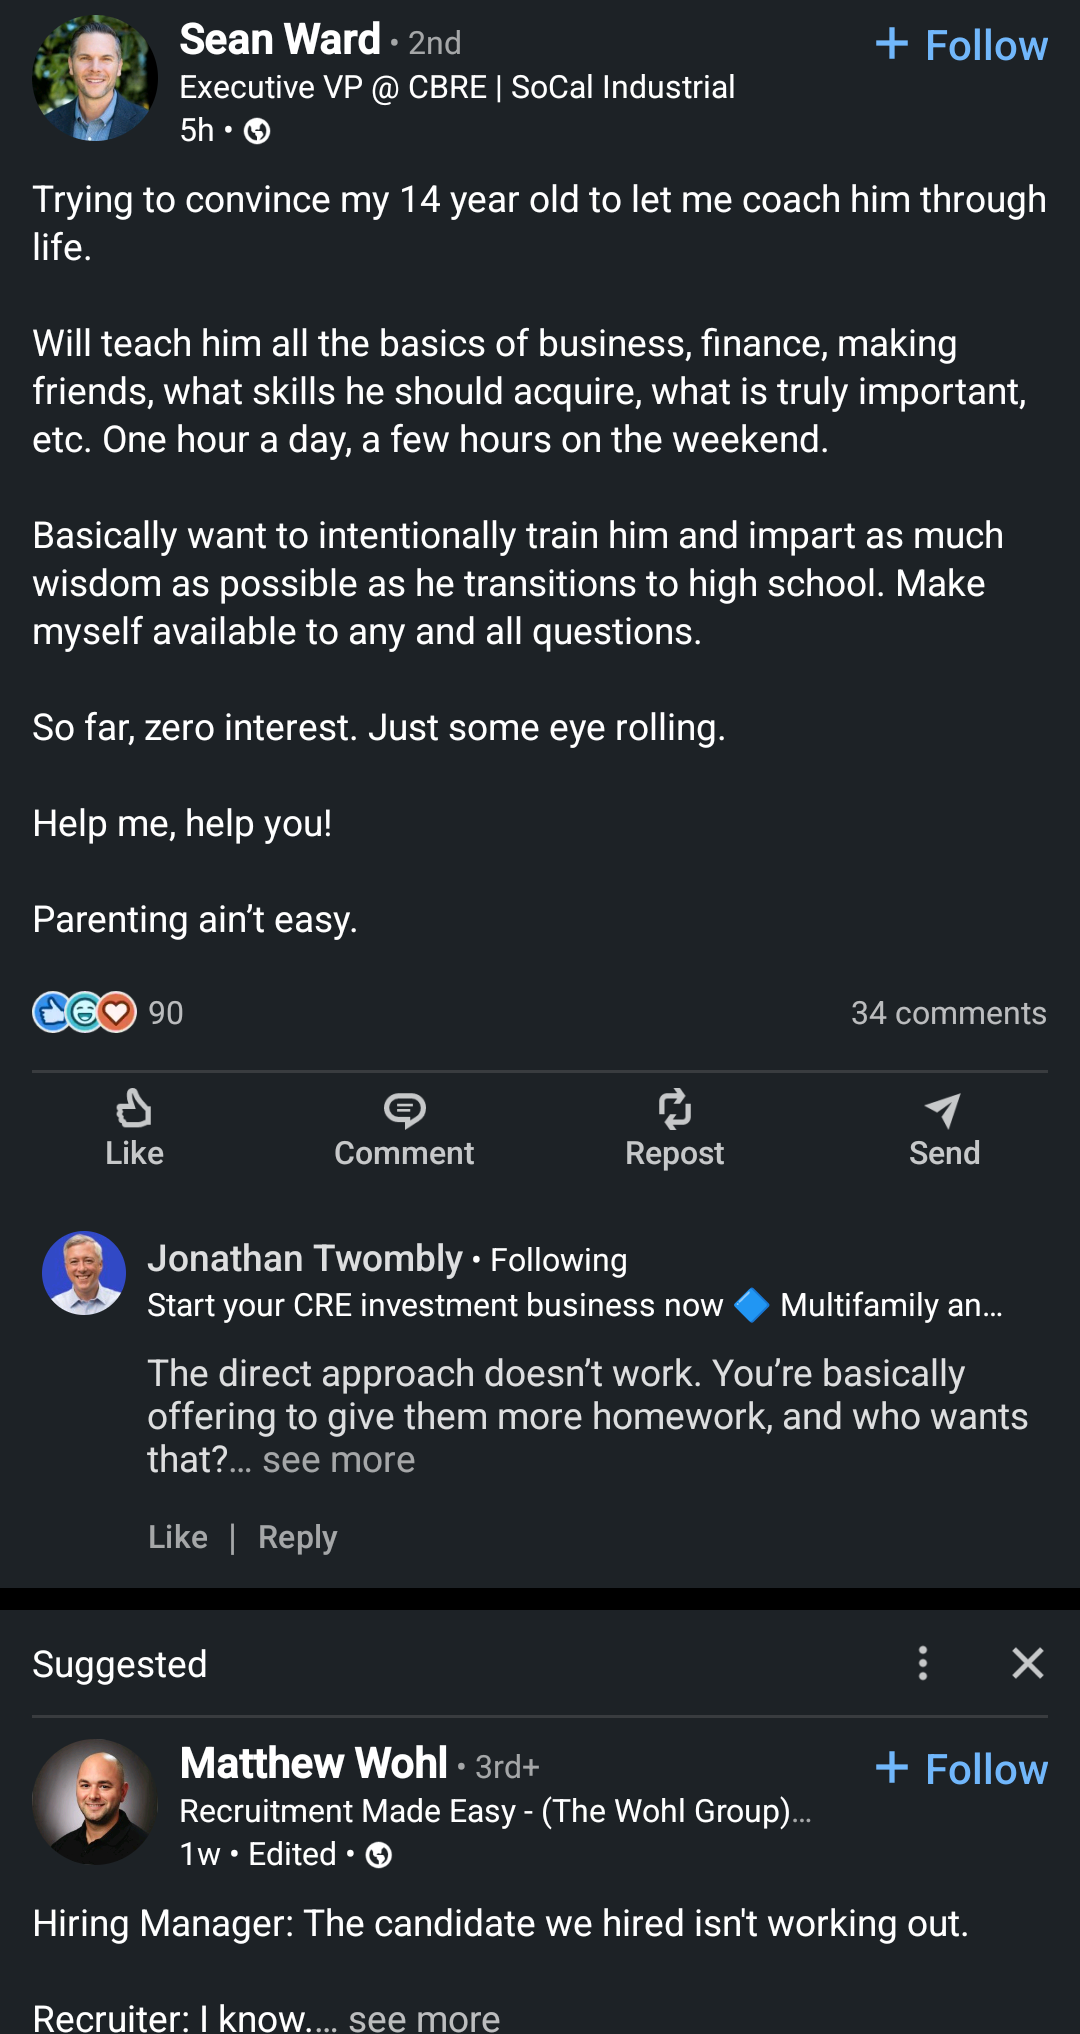 Sean Ward • 2nd
+ Follow
Executive VP @ CBRE | SoCal Industrial
5h •
Trying to convince my 14 year old to let me coach him through
life.
Will teach him all the basics of business, finance, making
friends, what skills he should acquire, what is truly important,
etc. One hour a day, a few hours on the weekend.
Basically want to intentionally train him and impart as much
wisdom as possible as he transitions to high school. Make
myself available to any and all questions.
So far, zero interest. Just some eye rolling.
Help me, help you!
Parenting ain’t easy.
90
34 comments
Like
Comment
Repost
Send
Jonathan Twombly • Following
Start your CRE investment business now 🔷 Multifamily an...
The direct approach doesn’t work. You’re basically
offering to give them more homework, and who wants
that?... see more
Like | Reply
Suggested
Matthew Wohl • 3rd+
+ Follow
Recruitment Made Easy - (The Wohl Group)...
1w • Edited •
Hiring Manager: The candidate we hired isn't working out.
Recruiter: I know.... see more